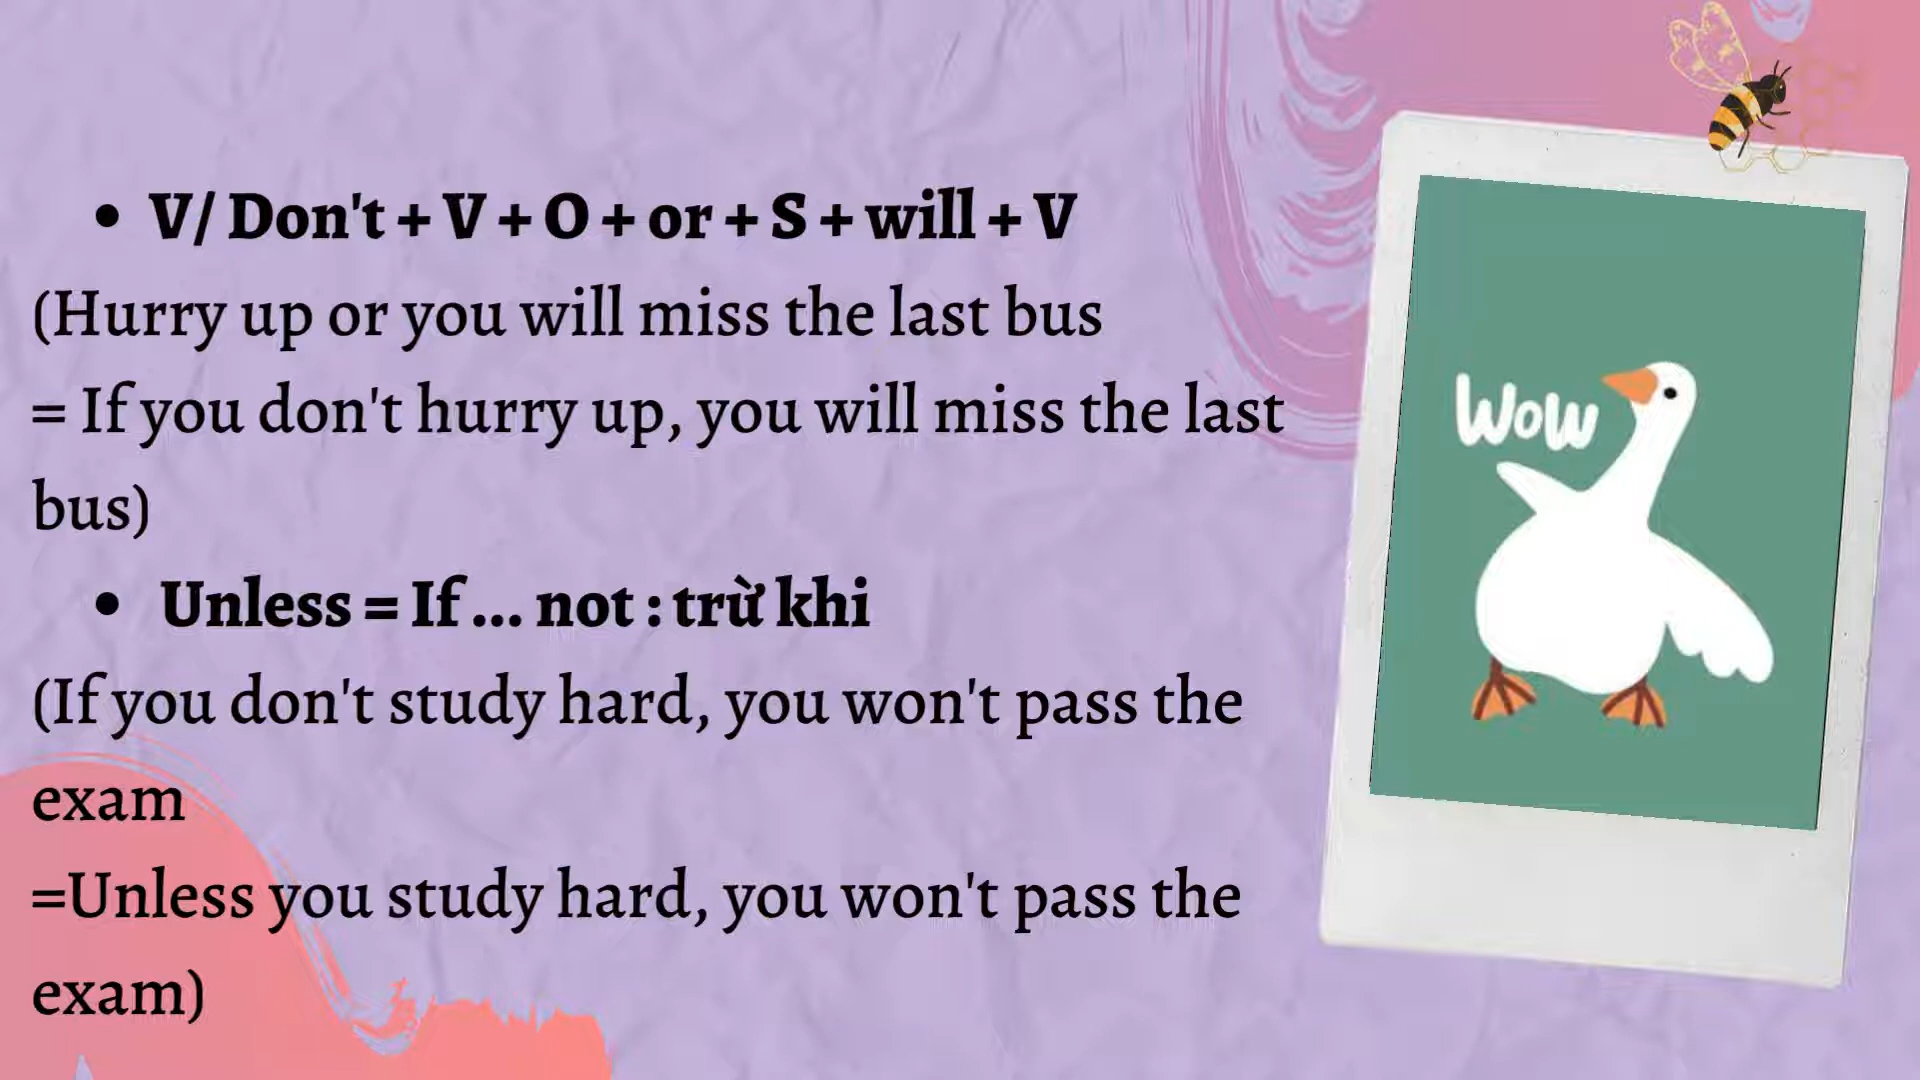 • V/ Don't + V + O + or + S + will + V
(Hurry up or you will miss the last bus
= If you don't hurry up, you will miss the last
bus)
• Unless = If ... not : trừ khi
(If you don't study hard, you won't pass the
exam
=Unless you study hard, you won't pass the
exam)
Wow